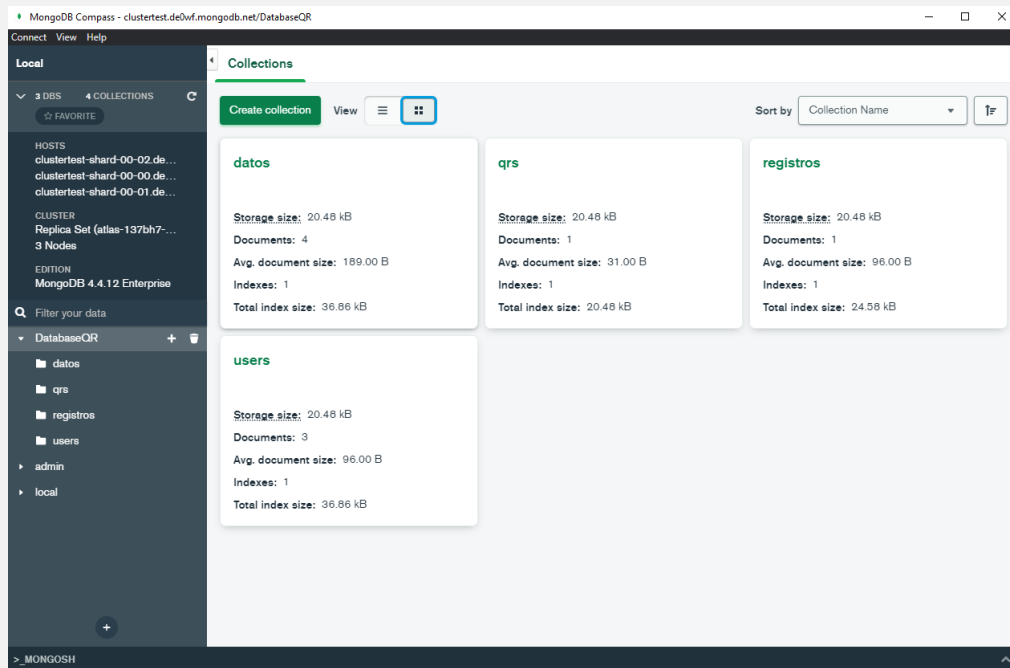 MongoDB Compass - clustertest.de0wf.mongodb.net/DatabaseQR
Connect View Help
Local
3 DBS 4 COLLECTIONS
FAVORITE
HOSTS
clustertest-shard-00-02.de...
clustertest-shard-00-00.de...
clustertest-shard-00-01.de...
CLUSTER
Replica Set (atlas-137bh7-...
3 Nodes
EDITION
MongoDB 4.4.12 Enterprise
Filter your data
DatabaseQR
datos
qrs
registros
users
admin
local
>_MONGOSH
Collections
Create collection View Sort by Collection Name
datos
Storage size: 20.48 kB
Documents: 4
Avg. document size: 189.00 B
Indexes: 1
Total index size: 36.86 kB
qrs
Storage size: 20.48 kB
Documents: 1
Avg. document size: 31.00 B
Indexes: 1
Total index size: 20.48 kB
registros
Storage size: 20.48 kB
Documents: 1
Avg. document size: 96.00 B
Indexes: 1
Total index size: 24.58 kB
users
Storage size: 20.48 kB
Documents: 3
Avg. document size: 96.00 B
Indexes: 1
Total index size: 36.86 kB